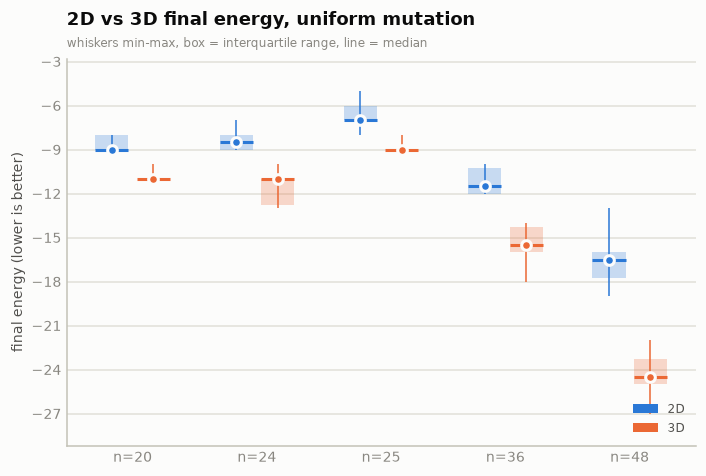 2D vs 3D final energy, uniform mutation
whiskers min-max, box = interquartile range, line = median
final energy (lower is better)
−3
−6
−9
−12
−15
−18
−21
−24
−27
n=20 n=24 n=25 n=36 n=48
2D
3D